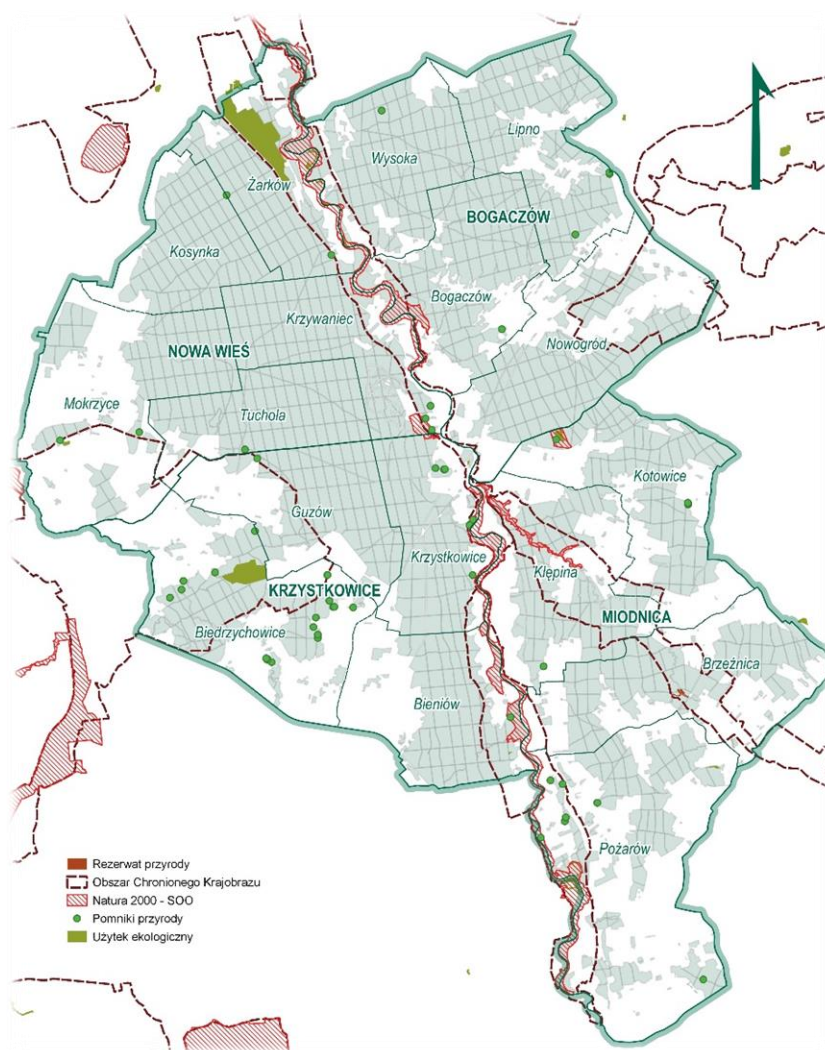 Lipno
Wysoka
Żarków
BOGACZÓW
Kosynka
Bogaczów
Krzywaniec
Nowogród
NOWA WIEŚ
Mokrzyce
Tuchola
Kotowice
Guzów
Krzystkowice
Klępina
KRZYSTKOWICE
MIODNICA
Biedrzychowice
Brzeźnica
Bieniów
Pożarów
Rezerwat przyrody
Obszar Chronionego Krajobrazu
Natura 2000 - SOO
Pomniki przyrody
Użytek ekologiczny